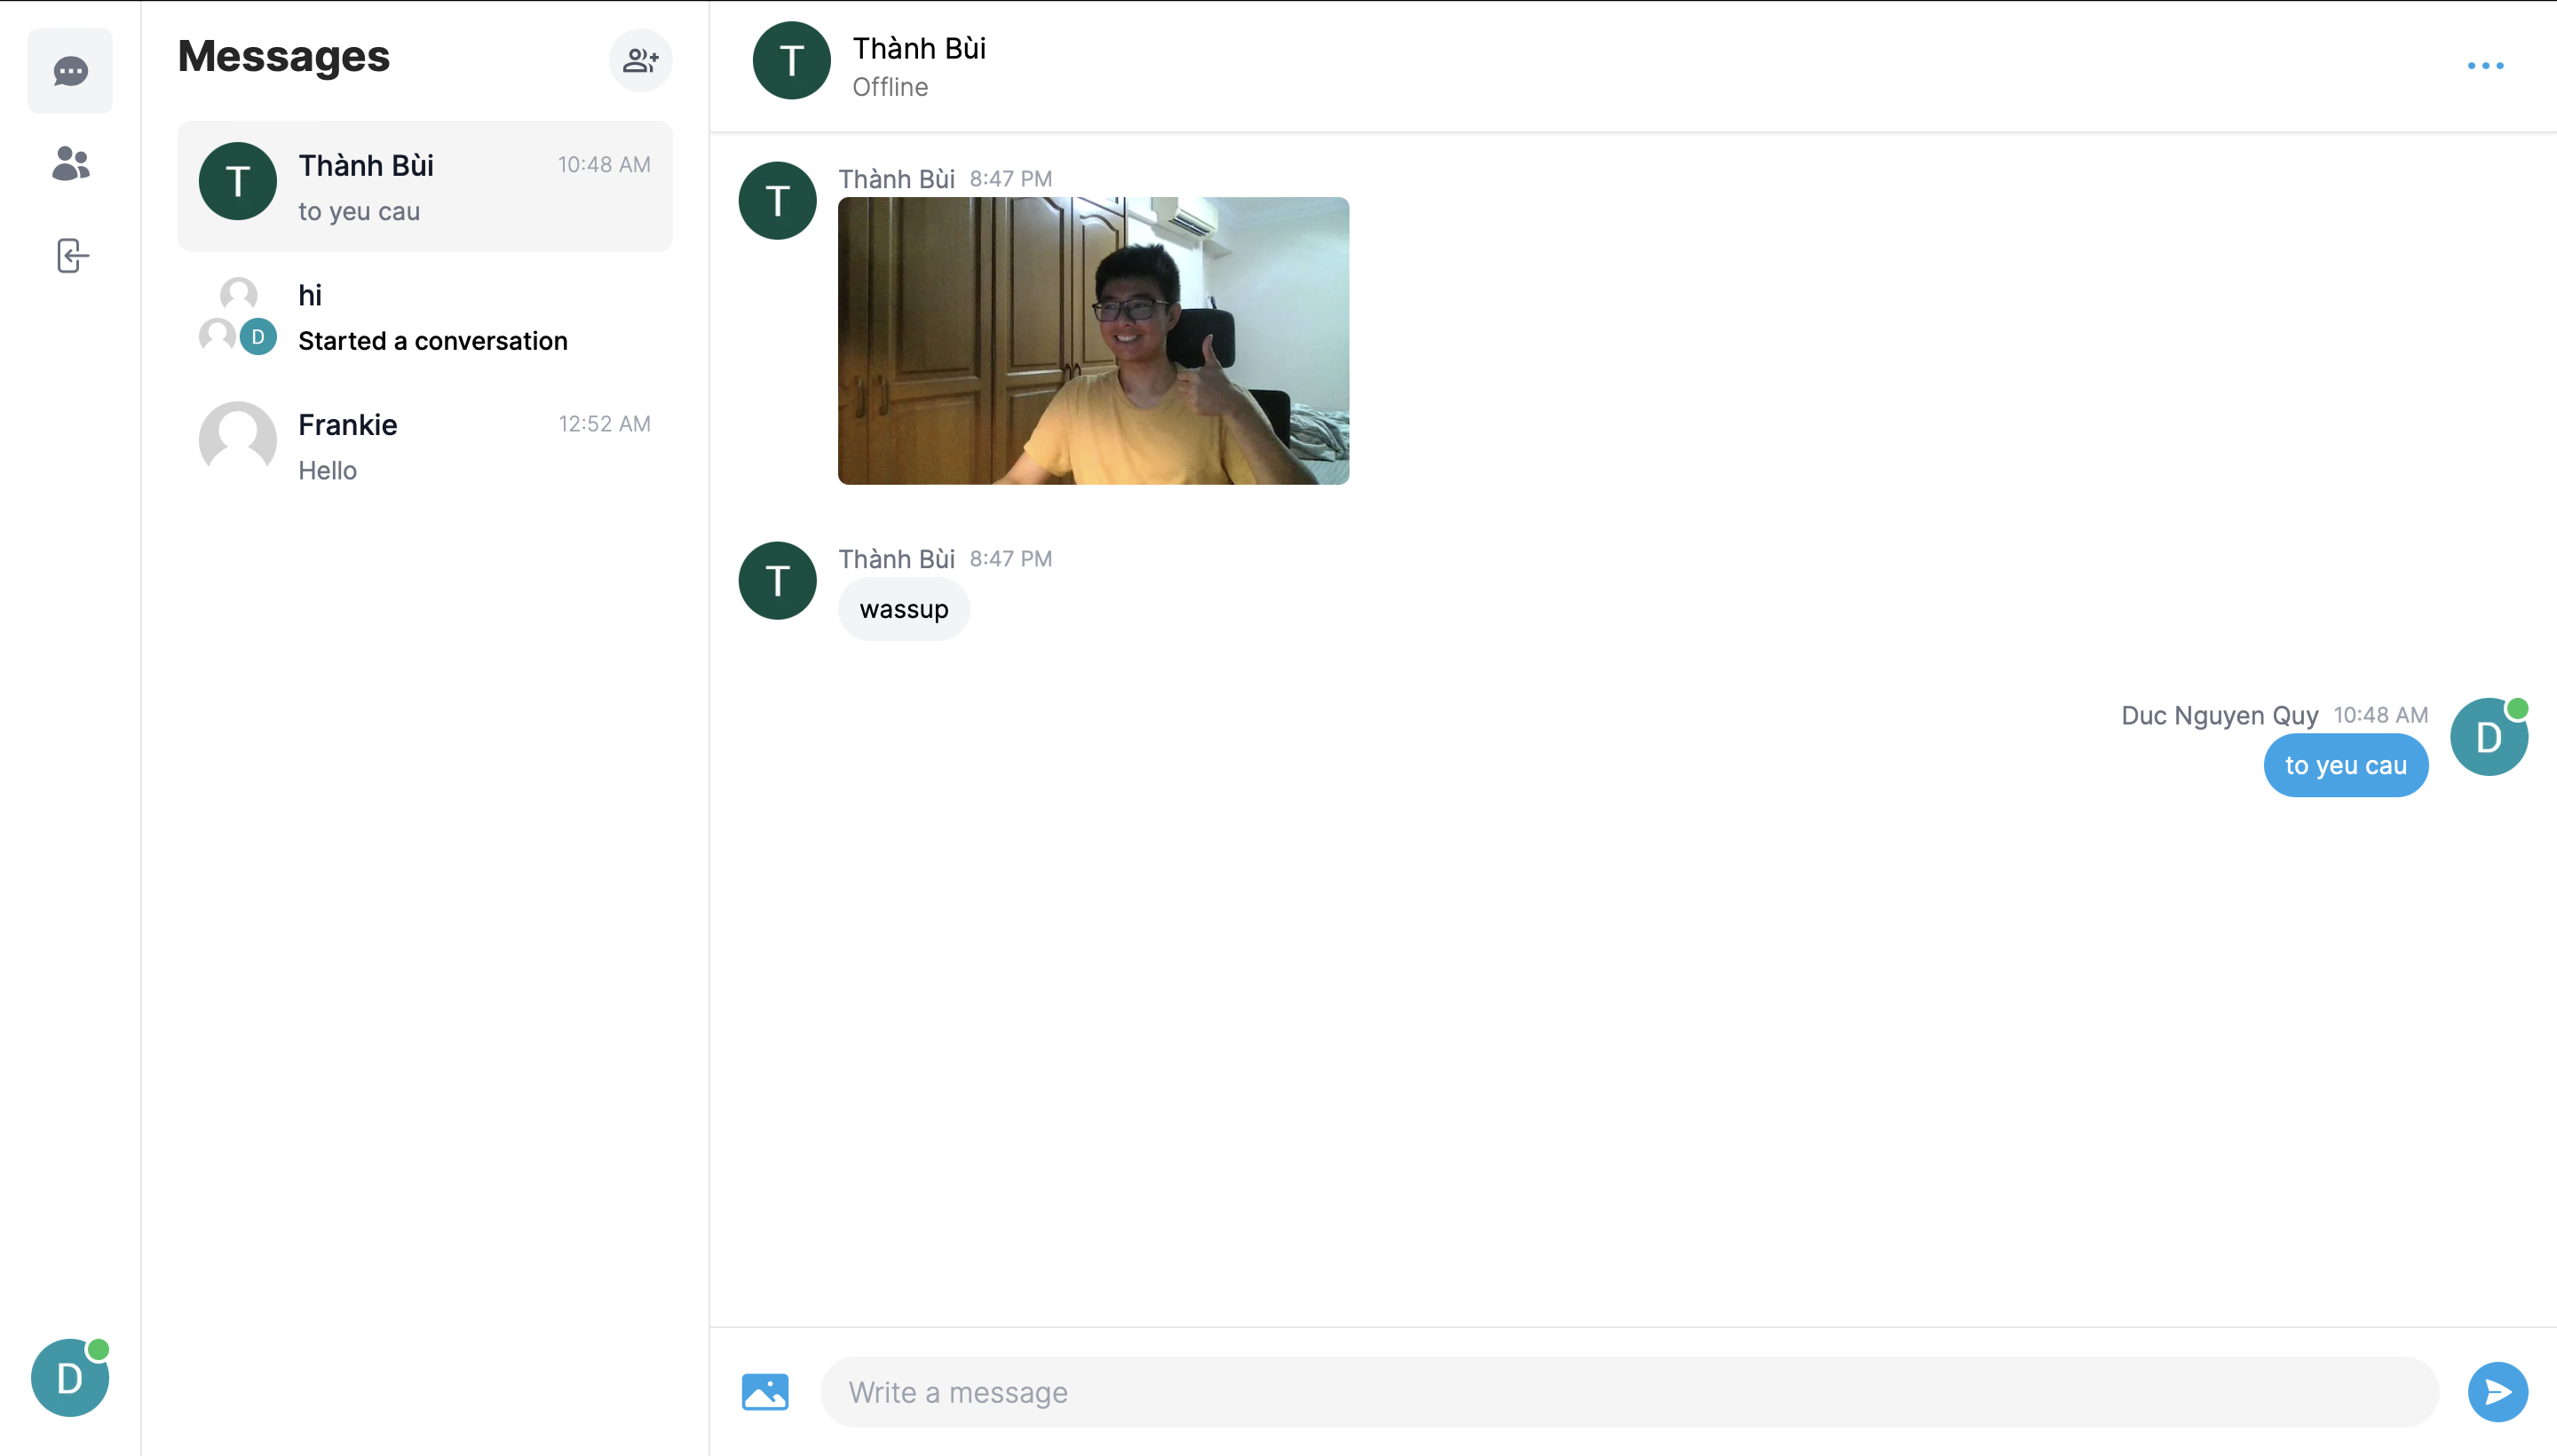 Messages
T
Thành Bùi 10:48 AM
to yeu cau
hi
D
Started a conversation
Frankie 12:52 AM
Hello
D
T
Thành Bùi
Offline
T
Thành Bùi 8:47 PM
T
Thành Bùi 8:47 PM
wassup
Duc Nguyen Quy 10:48 AM
D
to yeu cau
Write a message